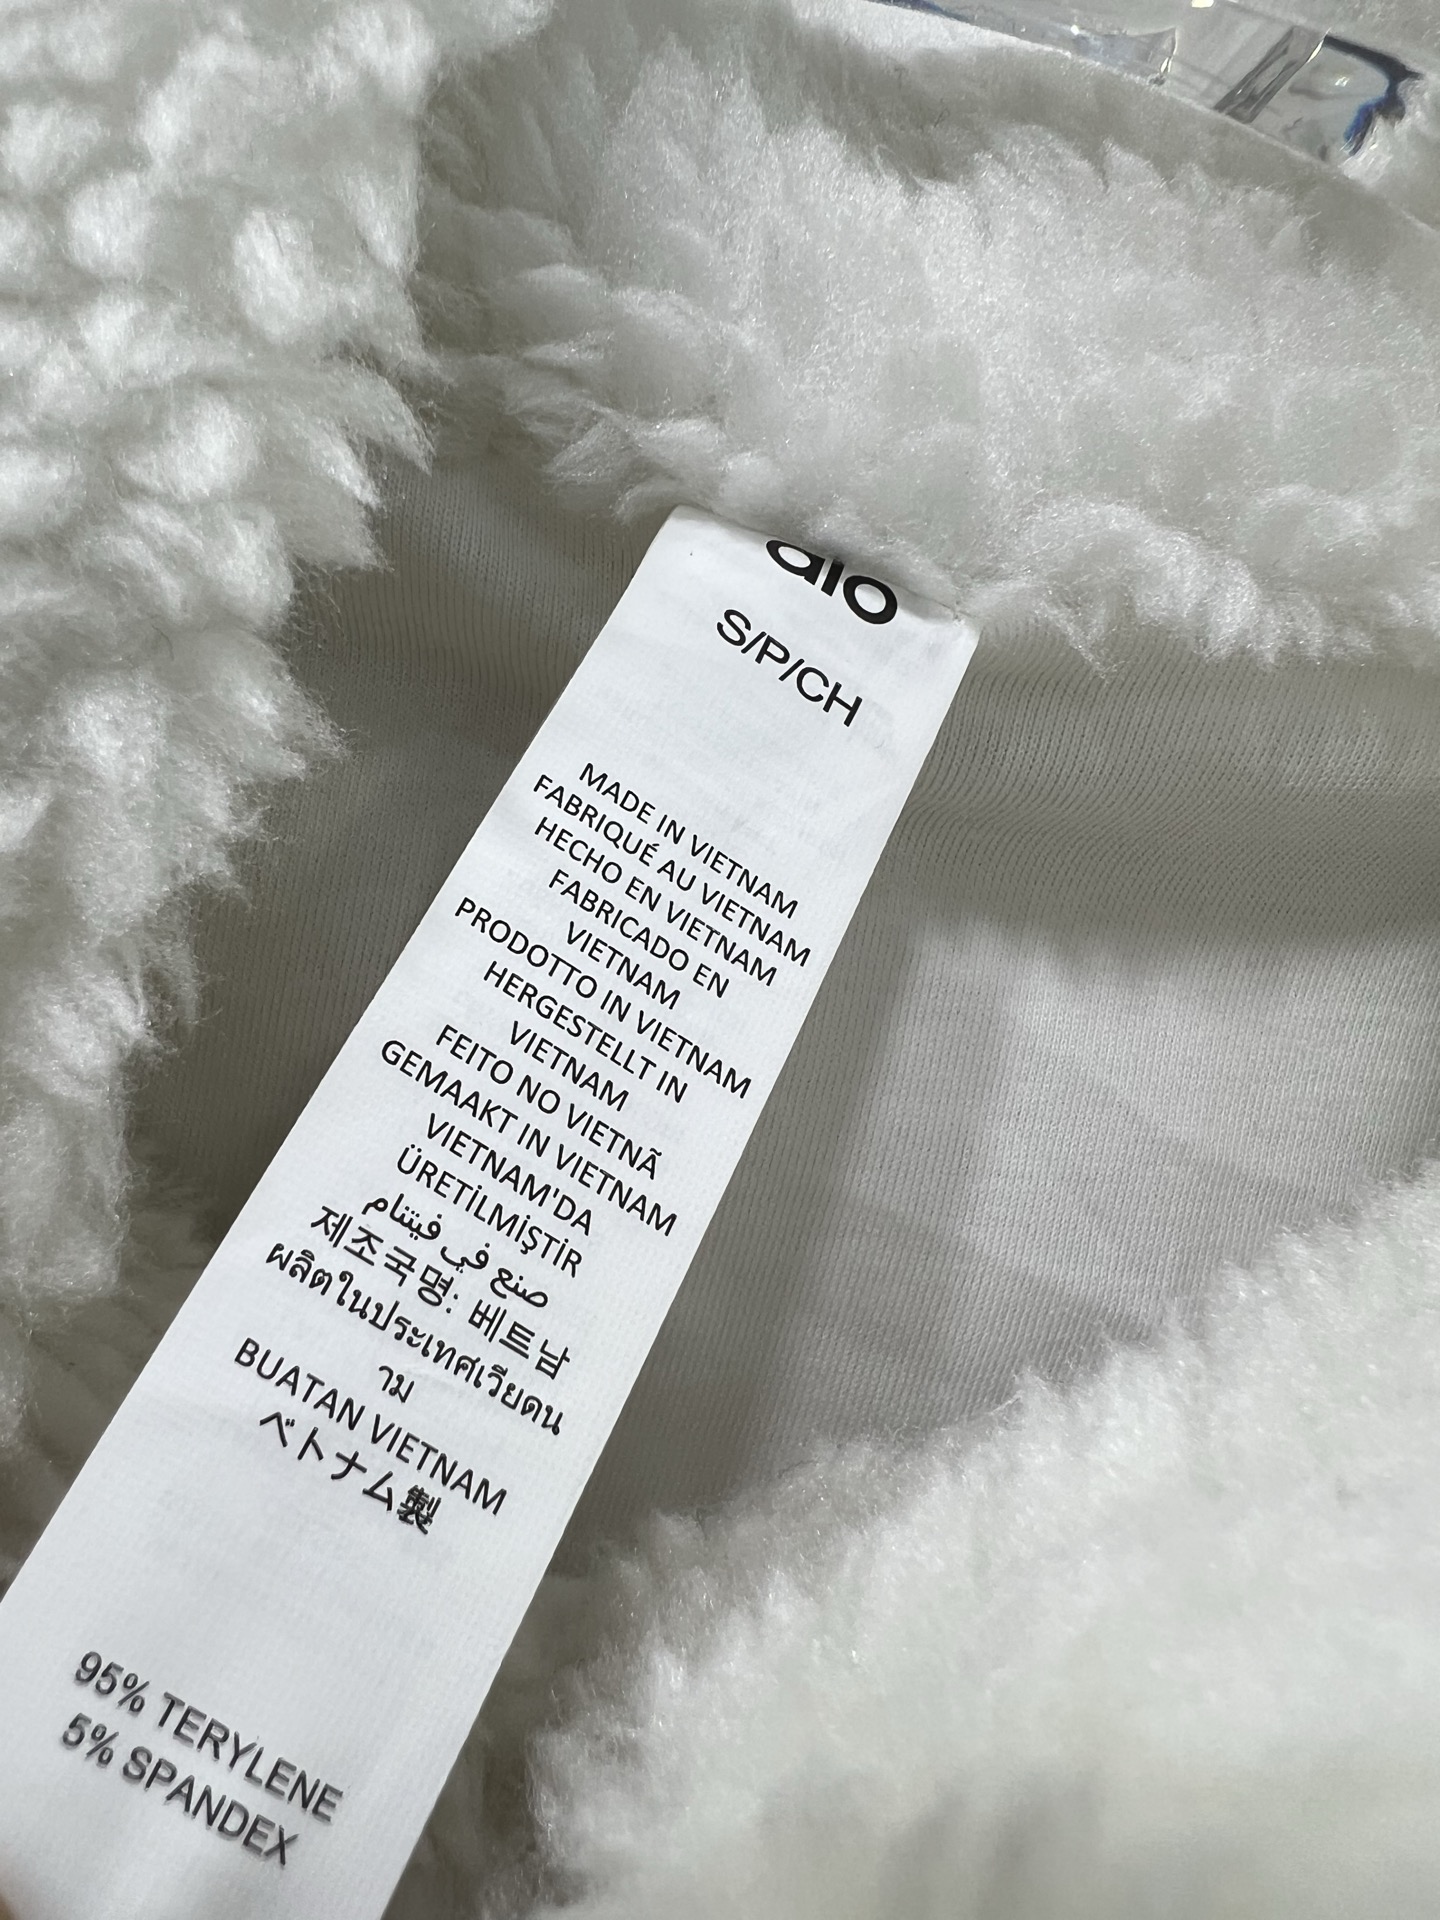 alo
S/P/CH
MADE IN VIETNAM
FABRIQUÉ AU VIETNAM
HECHO EN VIETNAM
FABRICADO EN
VIETNAM
PRODOTTO IN VIETNAM
HERGESTELLT IN
VIETNAM
FEITO NO VIETNÃ
GEMAAKT IN VIETNAM
VIETNAM'DA
ÜRETİLMİŞTİR
صنع في فيتنام
제조국명: 베트남
ผลิตในประเทศเวียดน
าม
BUATAN VIETNAM
ベトナム製
95% TERYLENE
5% SPANDEX